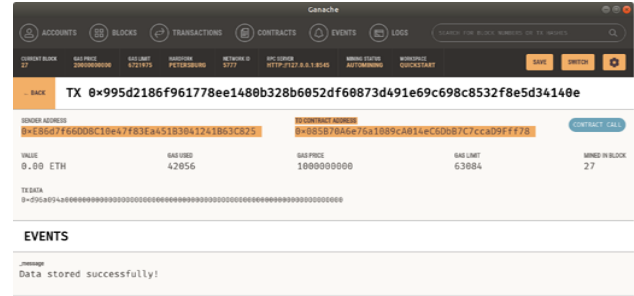 Ganache
ACCOUNTS BLOCKS TRANSACTIONS CONTRACTS EVENTS LOGS SEARCH FOR BLOCK NUMBERS OR TX HASHES
CURRENT BLOCK GAS PRICE GAS LIMIT HARDFORK NETWORK ID RPC SERVER MINING STATUS WORKSPACE
27 20000000000 6721975 PETERSBURG 5777 HTTP://127.0.0.1:8545 AUTOMINING QUICKSTART SAVE SWITCH
← BACK TX 0×995d2186f961778ee1480b328b6052df60873d491e69c698c8532f8e5d34140e
SENDER ADDRESS TO CONTRACT ADDRESS
0×E86d7f66DD8C10e47f83Ea451B3041241B63C825 0×085B70A6e76a1089cA014eC6DbB7C7ccaD9Fff78 CONTRACT CALL
VALUE GAS USED GAS PRICE GAS LIMIT MINED IN BLOCK
0.00 ETH 42056 1000000000 63084 27
TX DATA
EVENTS
_message
Data stored successfully!